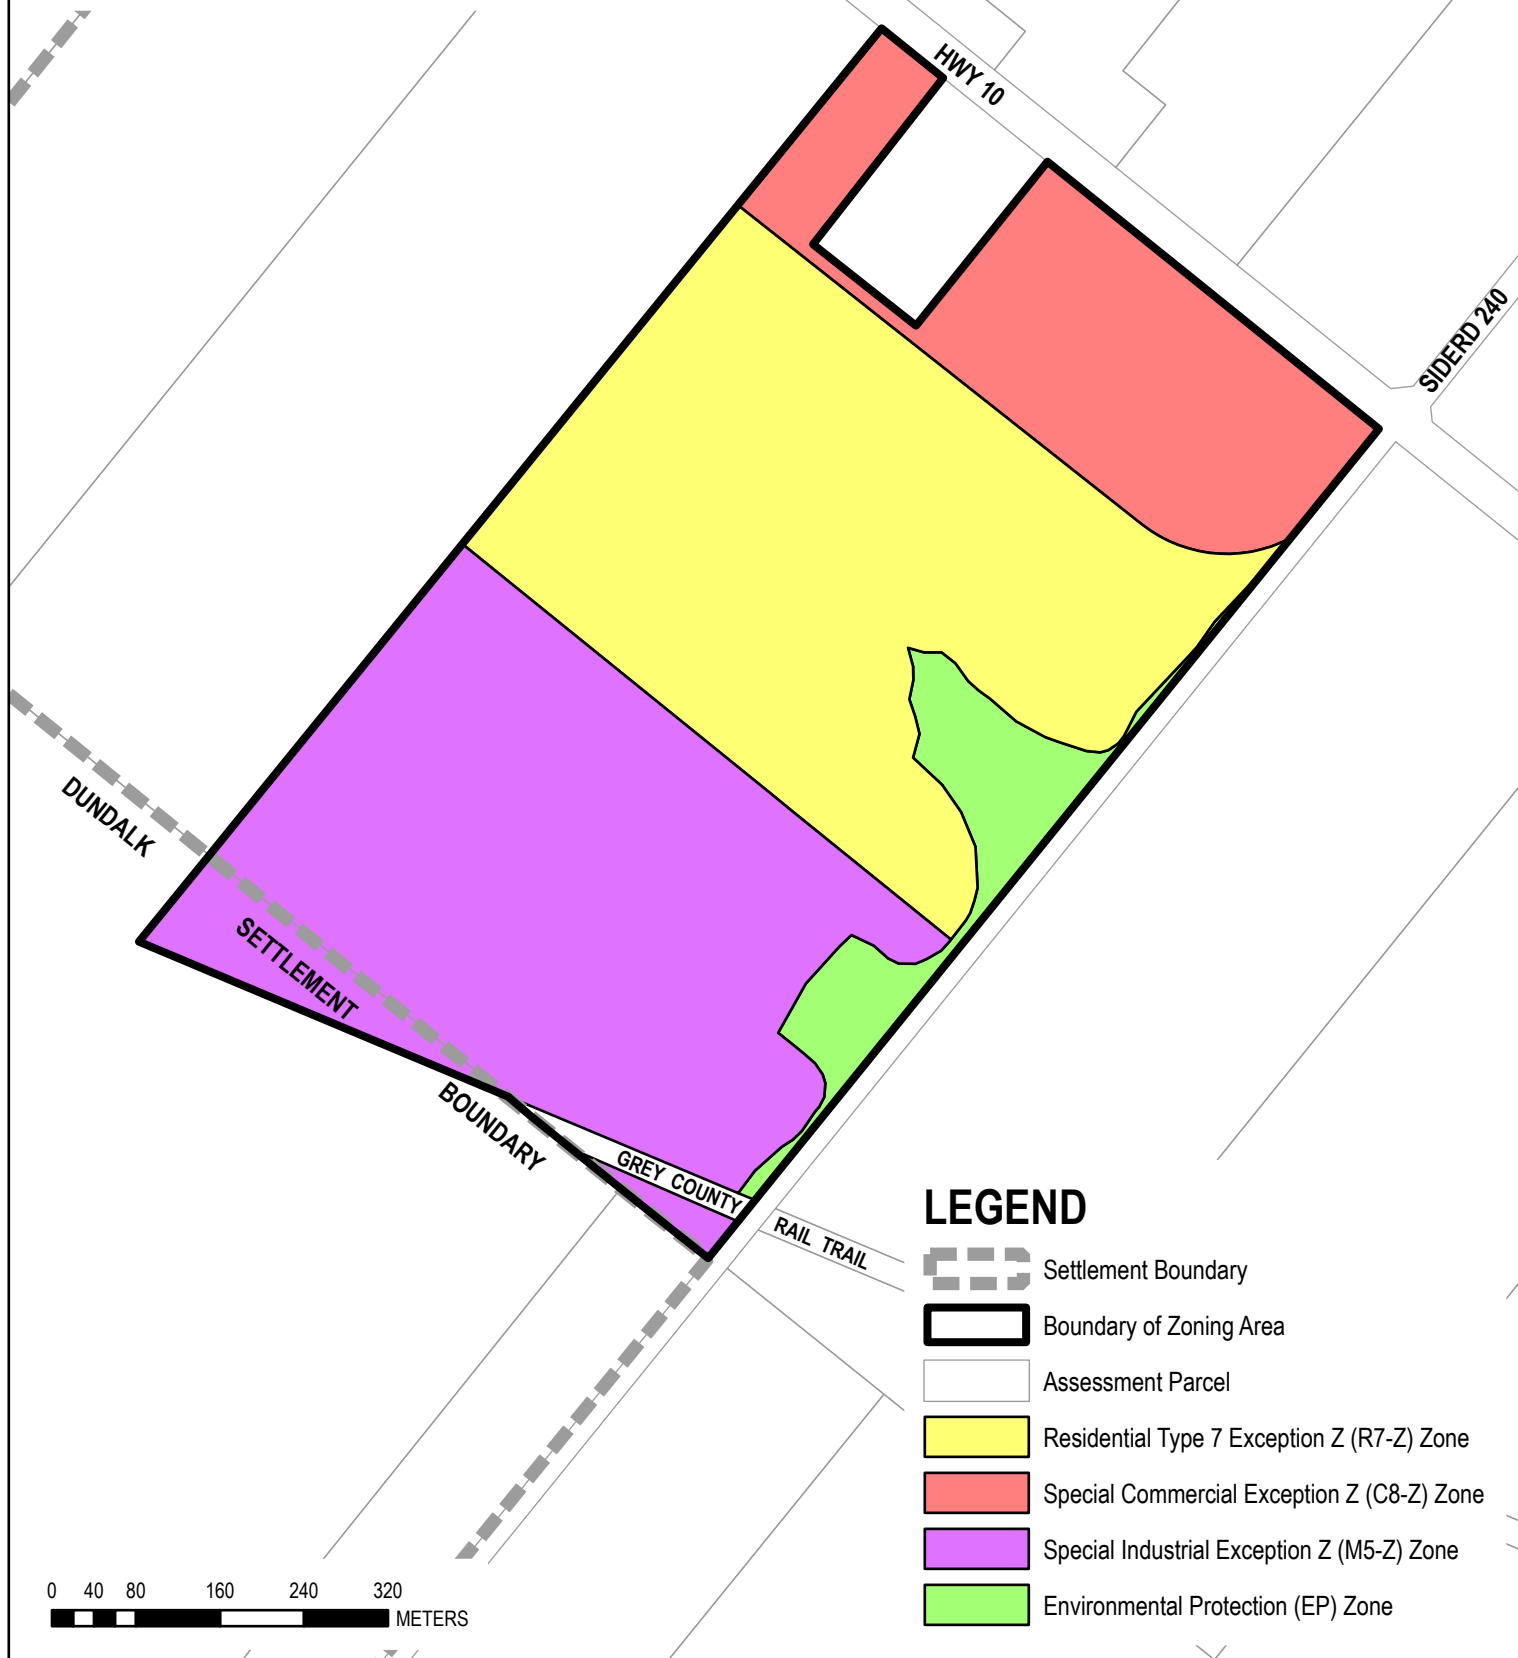 HWY 10
SIDERD 240
DUNDALK
SETTLEMENT
BOUNDARY
GREY COUNTY
RAIL TRAIL
LEGEND
Settlement Boundary
Boundary of Zoning Area
Assessment Parcel
Residential Type 7 Exception Z (R7-Z) Zone
Special Commercial Exception Z (C8-Z) Zone
Special Industrial Exception Z (M5-Z) Zone
Environmental Protection (EP) Zone
0 40 80 160 240 320
METERS